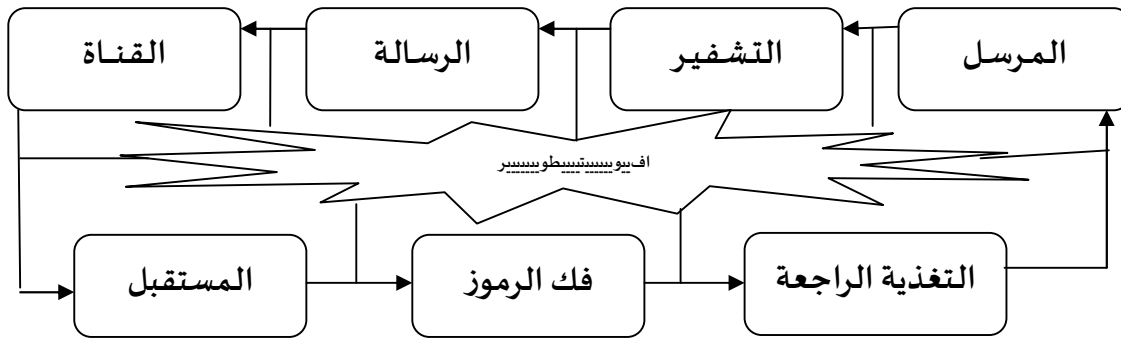 المرسل
التشفير
الرسالة
القناة
المستقبل
فك الرموز
التغذية الراجعة